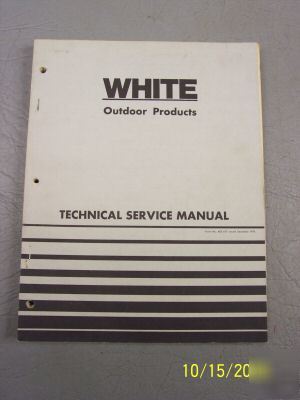 WHITE
Outdoor Products
TECHNICAL SERVICE MANUAL
10/15/20